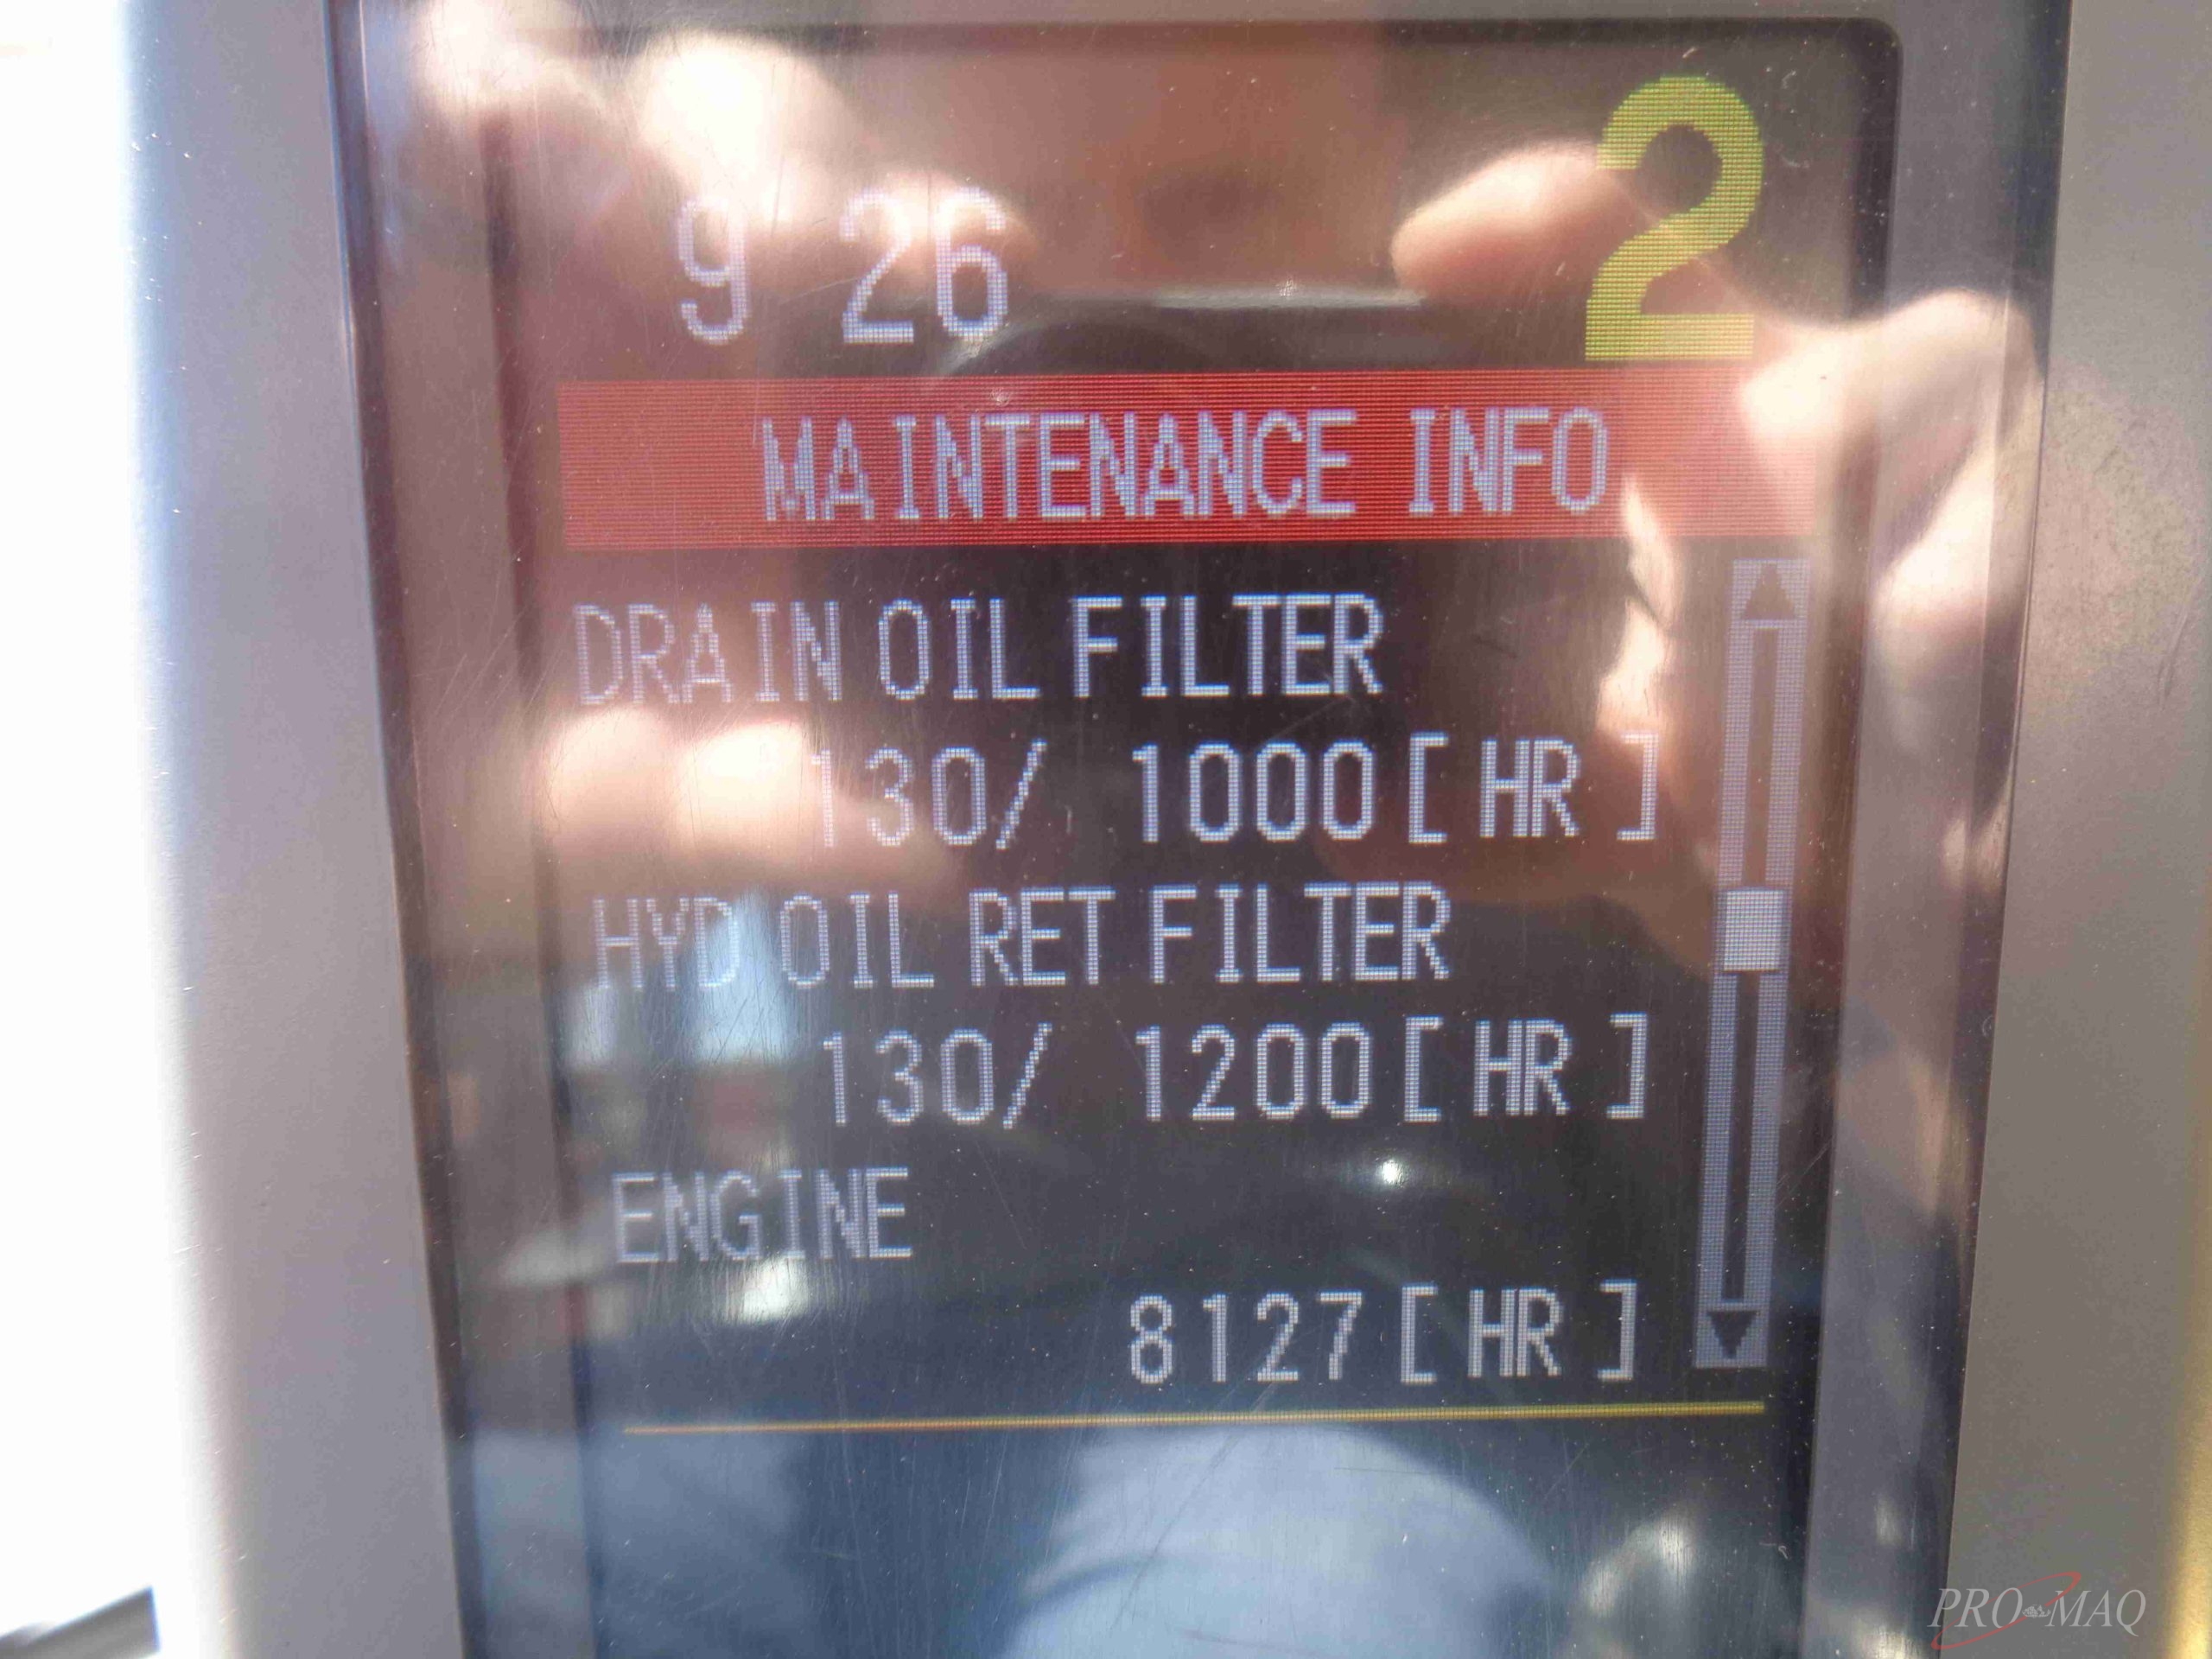 9 26
2
MAINTENANCE INFO
DRAIN OIL FILTER
130/ 1000[ HR ]
HYD OIL RET FILTER
130/ 1200[ HR ]
ENGINE
8127[ HR ]
PRO MAQ